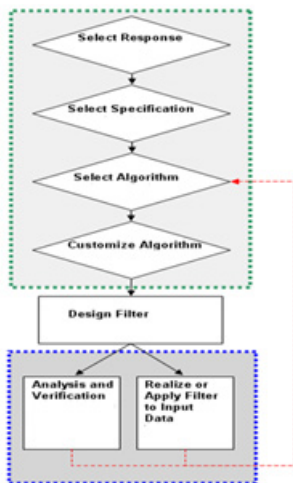 Select Response
Select Specification
Select Algorithm
Customize Algorithm
Design Filter
Analysis and
Verification
Realize or
Apply Filter
to Input
Data